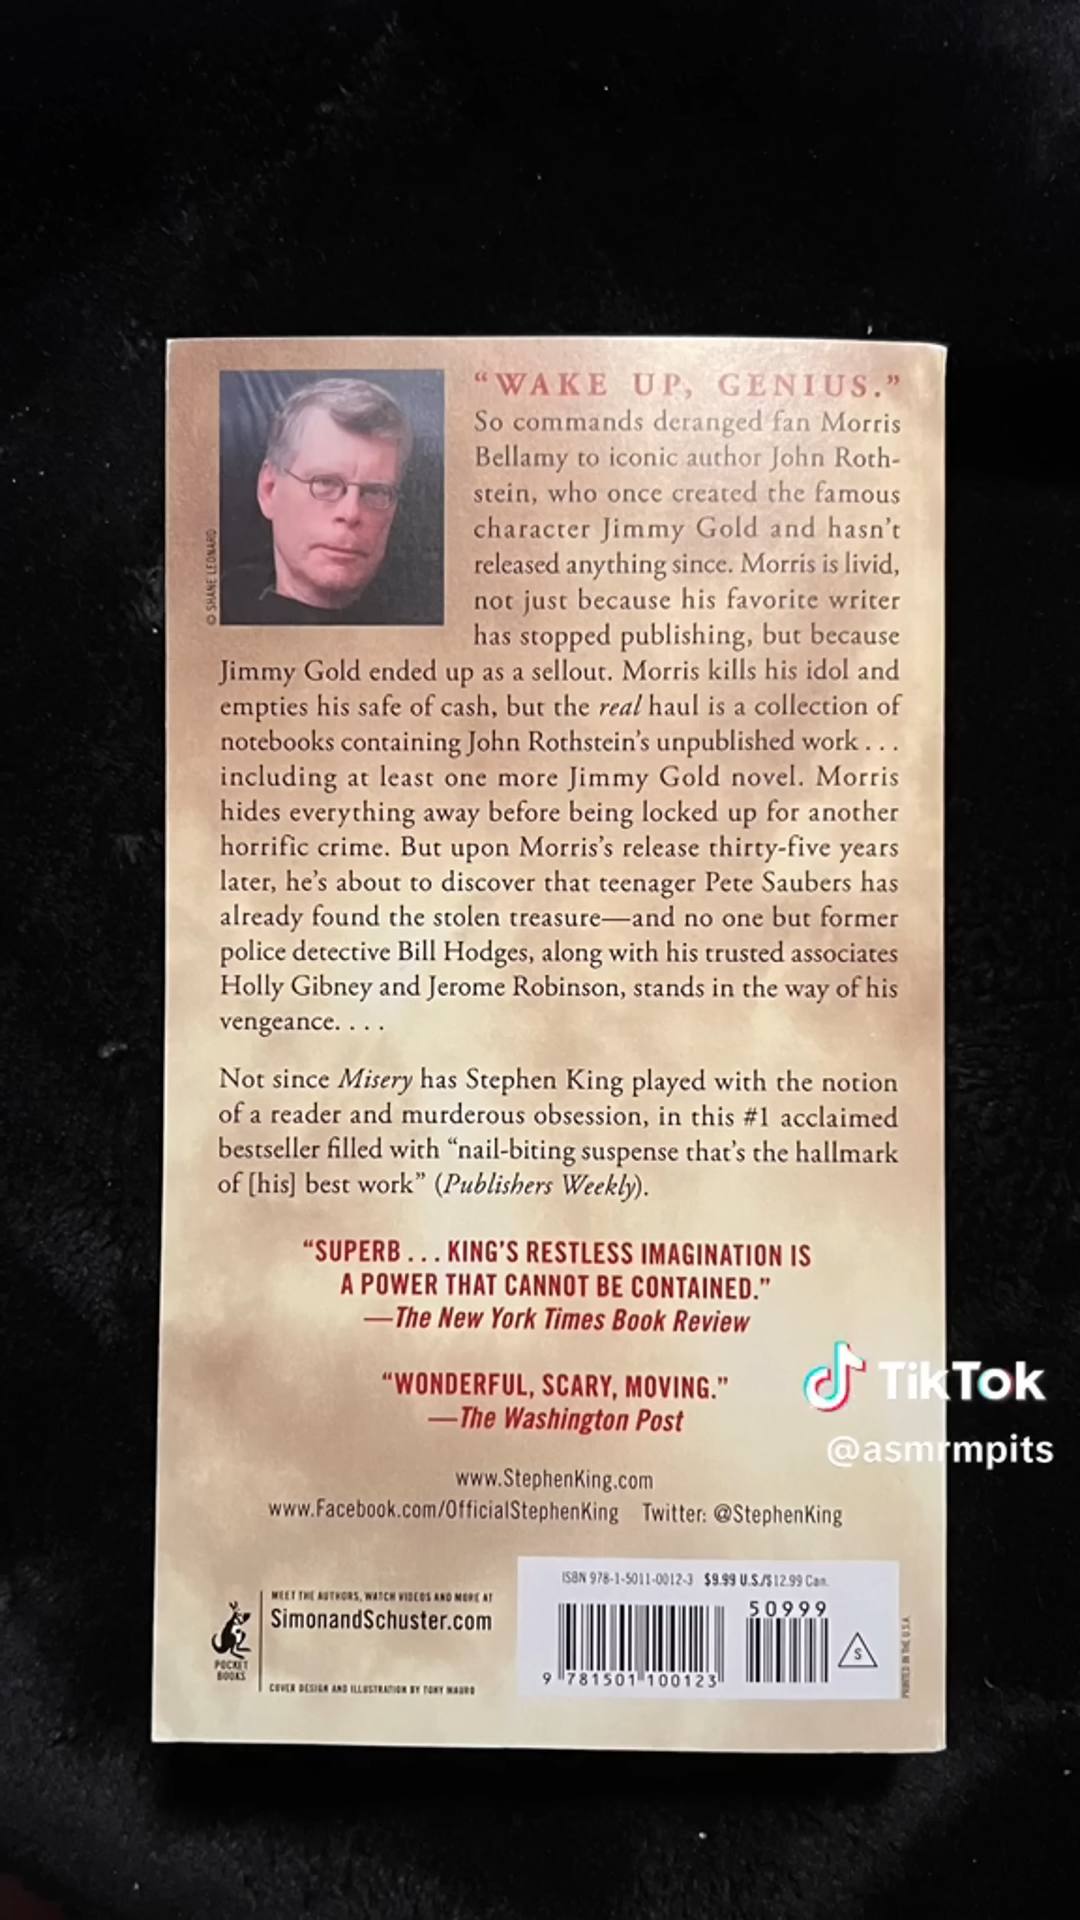 © SHANE LEONARD
“WAKE UP, GENIUS.”
So commands deranged fan Morris
Bellamy to iconic author John Roth-
stein, who once created the famous
character Jimmy Gold and hasn’t
released anything since. Morris is livid,
not just because his favorite writer
has stopped publishing, but because
Jimmy Gold ended up as a sellout. Morris kills his idol and
empties his safe of cash, but the real haul is a collection of
notebooks containing John Rothstein’s unpublished work . . .
including at least one more Jimmy Gold novel. Morris
hides everything away before being locked up for another
horrific crime. But upon Morris’s release thirty-five years
later, he’s about to discover that teenager Pete Saubers has
already found the stolen treasure—and no one but former
police detective Bill Hodges, along with his trusted associates
Holly Gibney and Jerome Robinson, stands in the way of his
vengeance. . . .
Not since Misery has Stephen King played with the notion
of a reader and murderous obsession, in this #1 acclaimed
bestseller filled with “nail-biting suspense that’s the hallmark
of [his] best work” (Publishers Weekly).
“SUPERB . . . KING’S RESTLESS IMAGINATION IS
A POWER THAT CANNOT BE CONTAINED.”
—The New York Times Book Review
“WONDERFUL, SCARY, MOVING.”
—The Washington Post
TikTok
@asmrmpits
www.StephenKing.com
www.Facebook.com/OfficialStephenKing Twitter: @StephenKing
MEET THE AUTHORS, WATCH VIDEOS AND MORE AT
SimonandSchuster.com
POCKET
BOOKS
COVER DESIGN AND ILLUSTRATION BY TONY MAURO
ISBN 978-1-5011-0012-3 $9.99 U.S./$12.99 Can.
50999
9 781501 100123
S
PRINTED IN THE U.S.A.